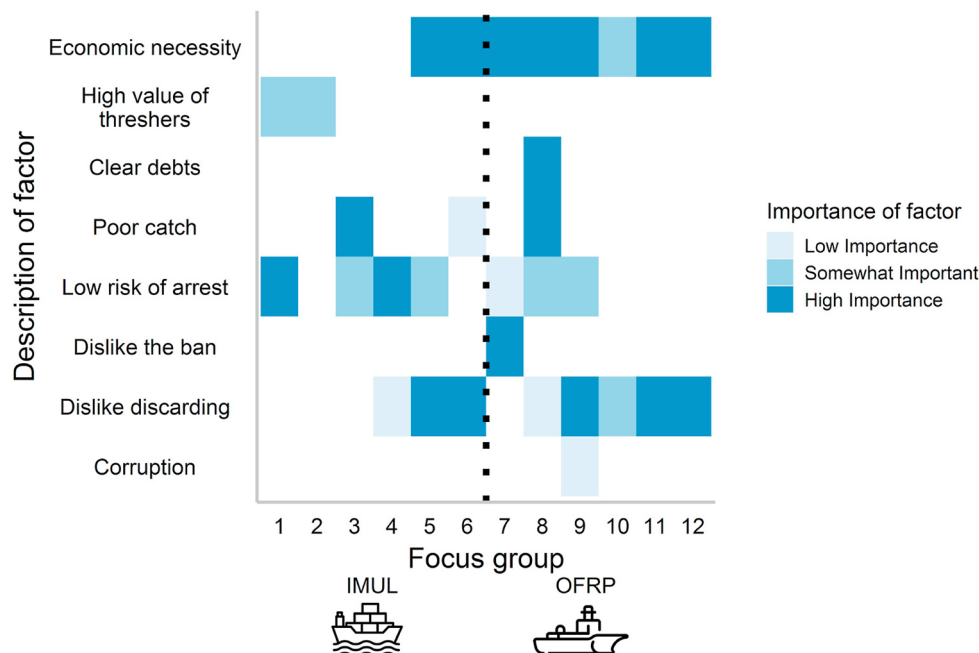 Economic necessity
High value of
threshers
Clear debts
Poor catch
Low risk of arrest
Dislike the ban
Dislike discarding
Corruption
Description of factor
1 2 3 4 5 6 7 8 9 10 11 12
Focus group
IMUL OFRP
Importance of factor
Low Importance
Somewhat Important
High Importance